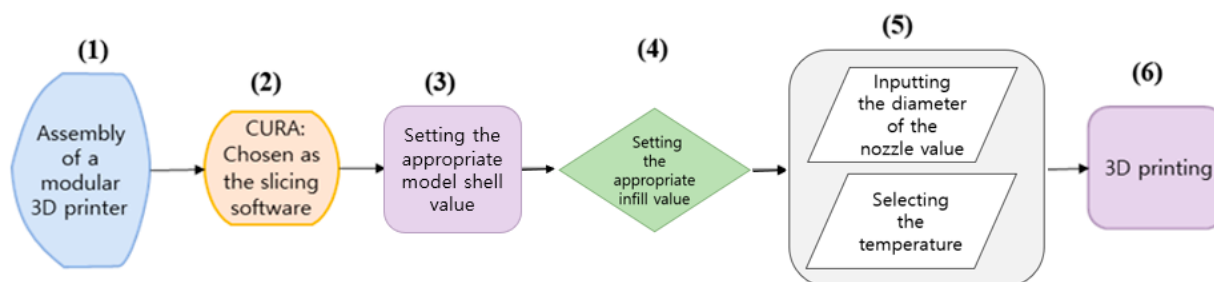 (1)
Assembly
of a
modular
3D printer
(2)
CURA:
Chosen as
the slicing
software
(3)
Setting the
appropriate
model shell
value
(4)
Setting
the
appropriate
infill value
(5)
Inputting
the diameter
of the
nozzle value
Selecting
the
temperature
(6)
3D printing